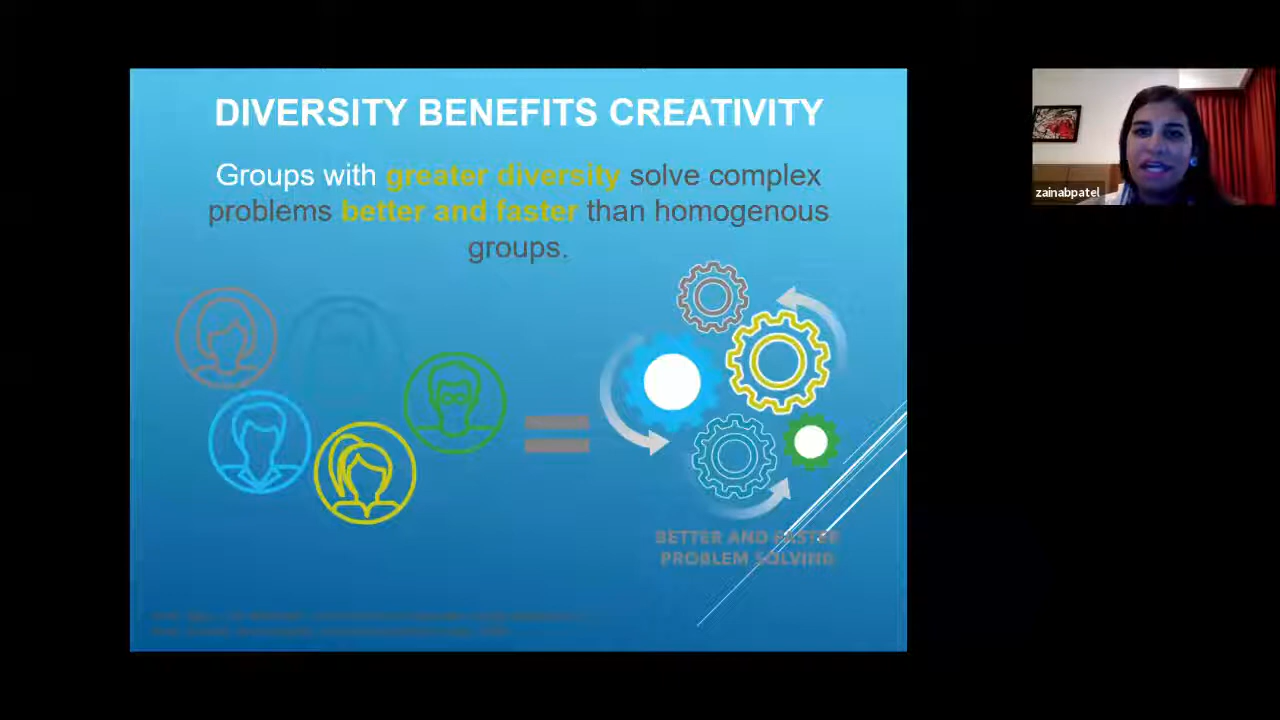 DIVERSITY BENEFITS CREATIVITY
Groups with greater diversity solve complex
problems better and faster than homogenous
groups.
zainabpatel
BETTER AND FASTER
PROBLEM SOLVING